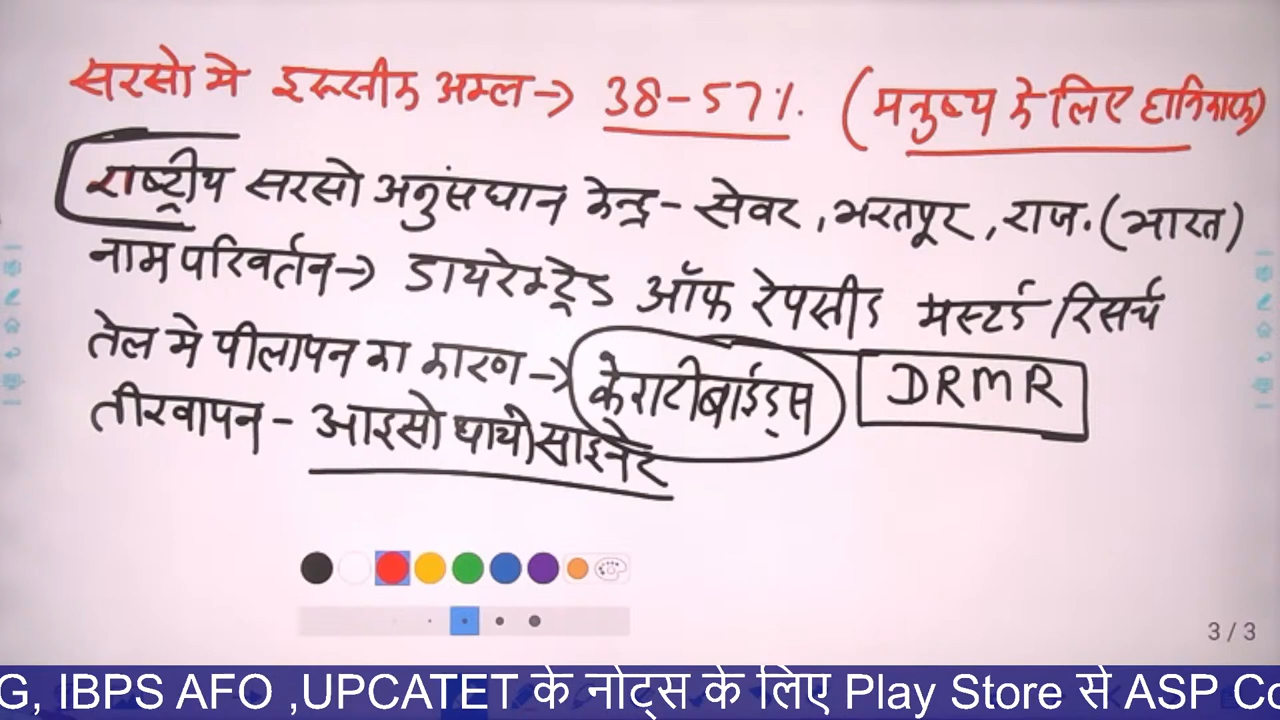 सरसो मे इरूसीक अम्ल → 38-57%. (मनुष्य के लिए हानिकारक)
राष्ट्रीय सरसो अनुसंधान केन्द्र - सेवर, भरतपूर, राज. (भारत)
नाम परिवर्तन → डायरेक्ट्रेड ऑफ रेपसीड मस्टर्ड रिसर्च
तेल मे पीलापन का कारण → केराटीबाईड्स DRMR
तीखापन - आइसो थायोसाइनेट
3 / 3
G, IBPS AFO ,UPCATET के नोट्स के लिए Play Store से ASP Co